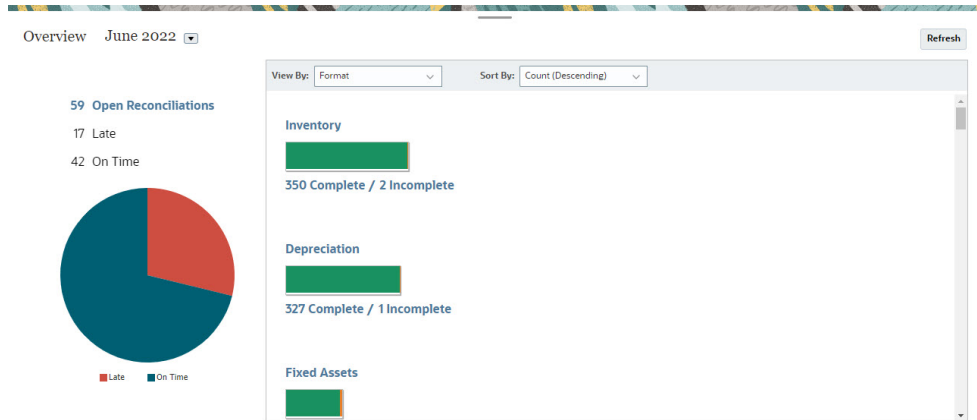 Overview June 2022
Refresh
View By: Format Sort By: Count (Descending)
59 Open Reconciliations
17 Late
42 On Time
Late On Time
Inventory
350 Complete / 2 Incomplete
Depreciation
327 Complete / 1 Incomplete
Fixed Assets